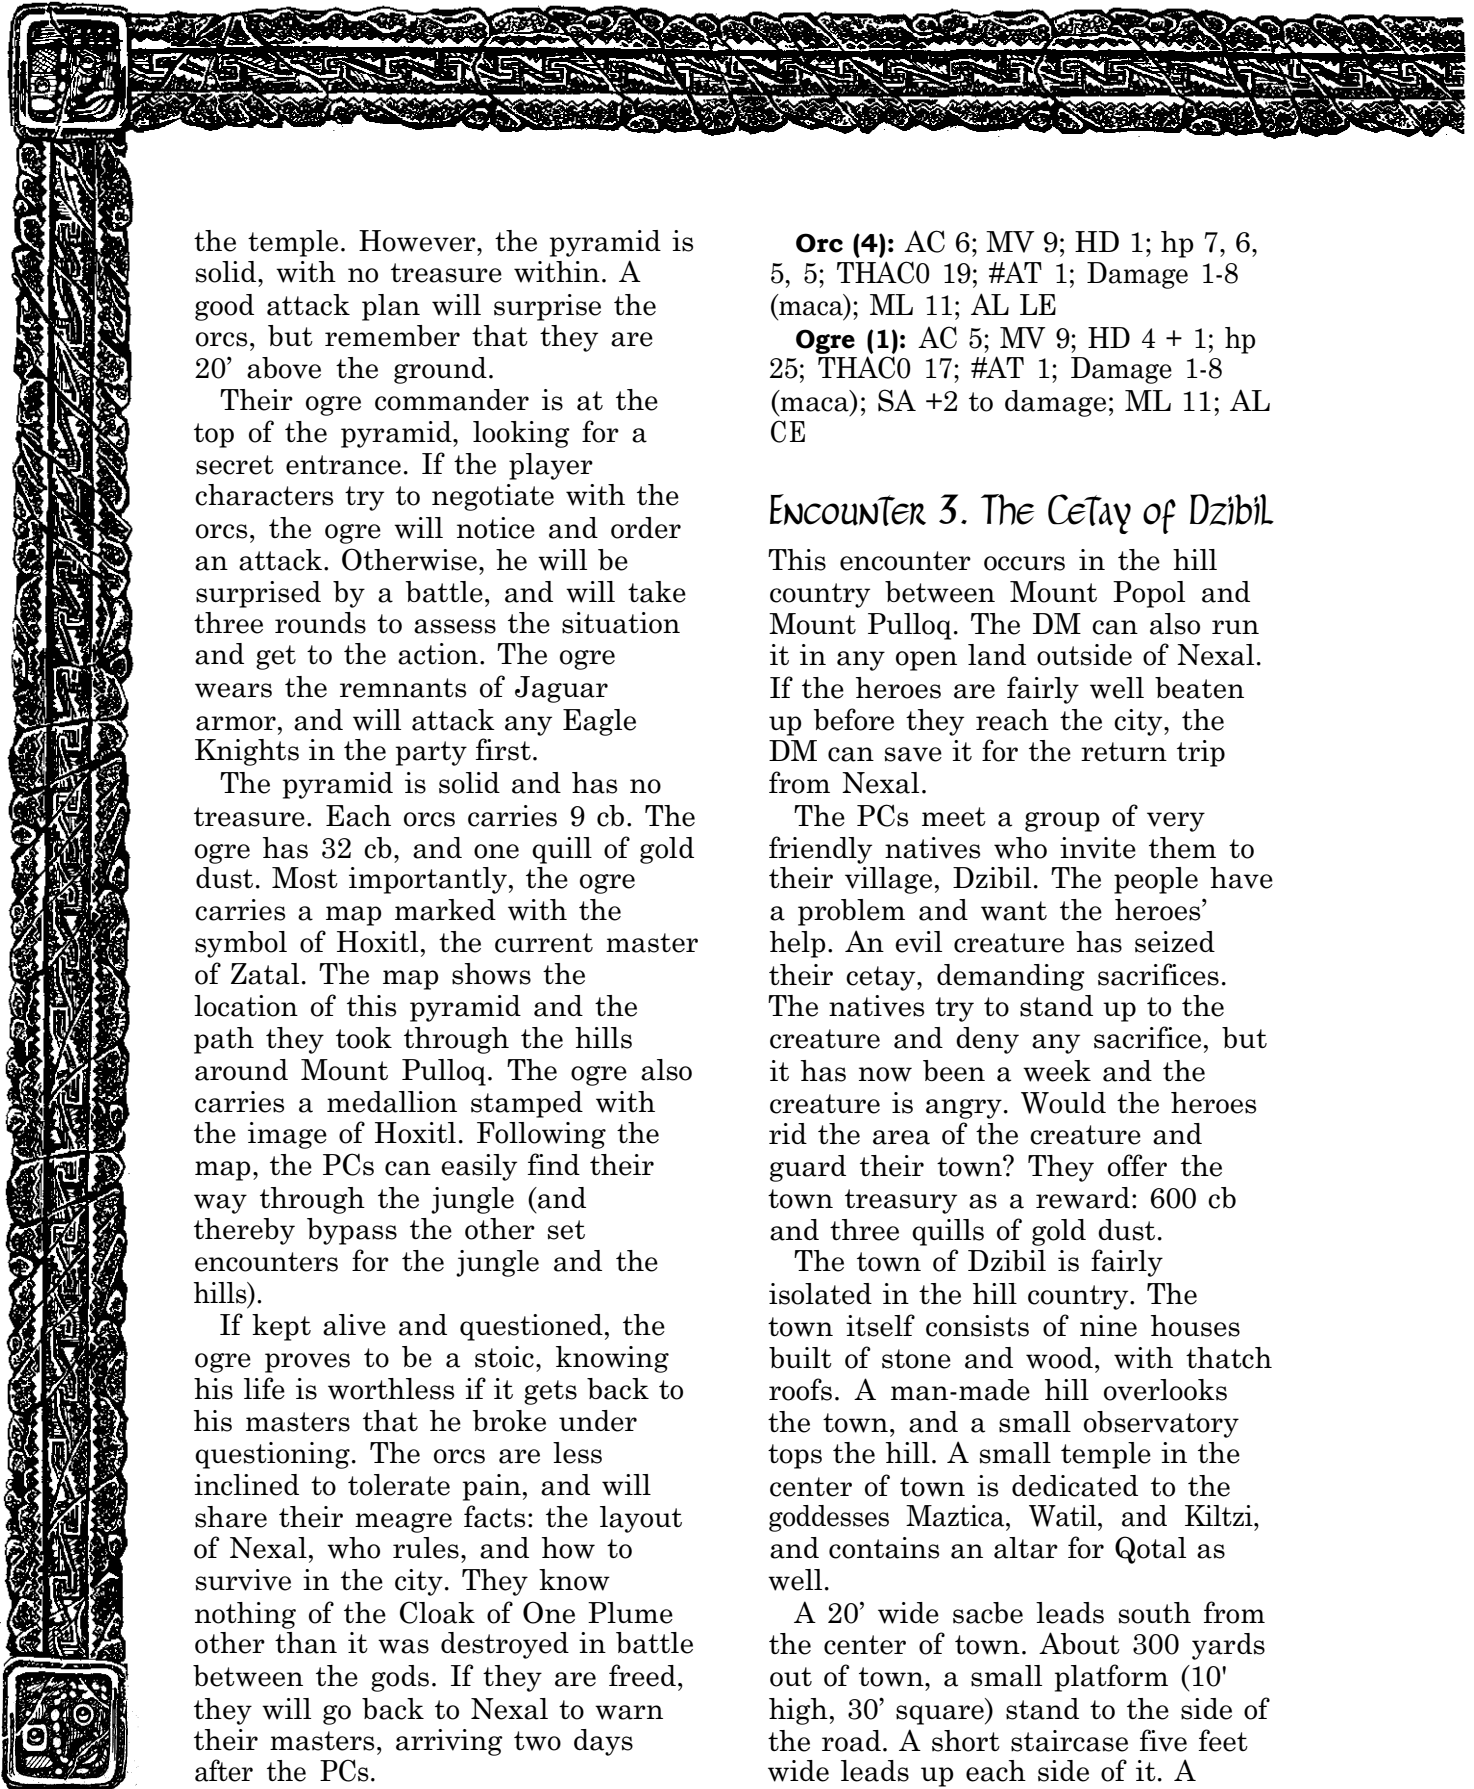 the temple. However, the pyramid is
solid, with no treasure within. A
good attack plan will surprise the
orcs, but remember that they are
20’ above the ground.
Their ogre commander is at the
top of the pyramid, looking for a
secret entrance. If the player
characters try to negotiate with the
orcs, the ogre will notice and order
an attack. Otherwise, he will be
surprised by a battle, and will take
three rounds to assess the situation
and get to the action. The ogre
wears the remnants of Jaguar
armor, and will attack any Eagle
Knights in the party first.
The pyramid is solid and has no
treasure. Each orcs carries 9 cb. The
ogre has 32 cb, and one quill of gold
dust. Most importantly, the ogre
carries a map marked with the
symbol of Hoxitl, the current master
of Zatal. The map shows the
location of this pyramid and the
path they took through the hills
around Mount Pulloq. The ogre also
carries a medallion stamped with
the image of Hoxitl. Following the
map, the PCs can easily find their
way through the jungle (and
thereby bypass the other set
encounters for the jungle and the
hills).
If kept alive and questioned, the
ogre proves to be a stoic, knowing
his life is worthless if it gets back to
his masters that he broke under
questioning. The orcs are less
inclined to tolerate pain, and will
share their meagre facts: the layout
of Nexal, who rules, and how to
survive in the city. They know
nothing of the Cloak of One Plume
other than it was destroyed in battle
between the gods. If they are freed,
they will go back to Nexal to warn
their masters, arriving two days
after the PCs.
Orc (4): AC 6; MV 9; HD 1; hp 7, 6,
5, 5; THAC0 19; #AT 1; Damage 1-8
(maca); ML 11; AL LE
Ogre (1): AC 5; MV 9; HD 4 + 1; hp
25; THAC0 17; #AT 1; Damage 1-8
(maca); SA +2 to damage; ML 11; AL
CE
Encounter 3. The Cetay of Dzibil
This encounter occurs in the hill
country between Mount Popol and
Mount Pulloq. The DM can also run
it in any open land outside of Nexal.
If the heroes are fairly well beaten
up before they reach the city, the
DM can save it for the return trip
from Nexal.
The PCs meet a group of very
friendly natives who invite them to
their village, Dzibil. The people have
a problem and want the heroes’
help. An evil creature has seized
their cetay, demanding sacrifices.
The natives try to stand up to the
creature and deny any sacrifice, but
it has now been a week and the
creature is angry. Would the heroes
rid the area of the creature and
guard their town? They offer the
town treasury as a reward: 600 cb
and three quills of gold dust.
The town of Dzibil is fairly
isolated in the hill country. The
town itself consists of nine houses
built of stone and wood, with thatch
roofs. A man-made hill overlooks
the town, and a small observatory
tops the hill. A small temple in the
center of town is dedicated to the
goddesses Maztica, Watil, and Kiltzi,
and contains an altar for Qotal as
well.
A 20’ wide sacbe leads south from
the center of town. About 300 yards
out of town, a small platform (10'
high, 30’ square) stand to the side of
the road. A short staircase five feet
wide leads up each side of it. A